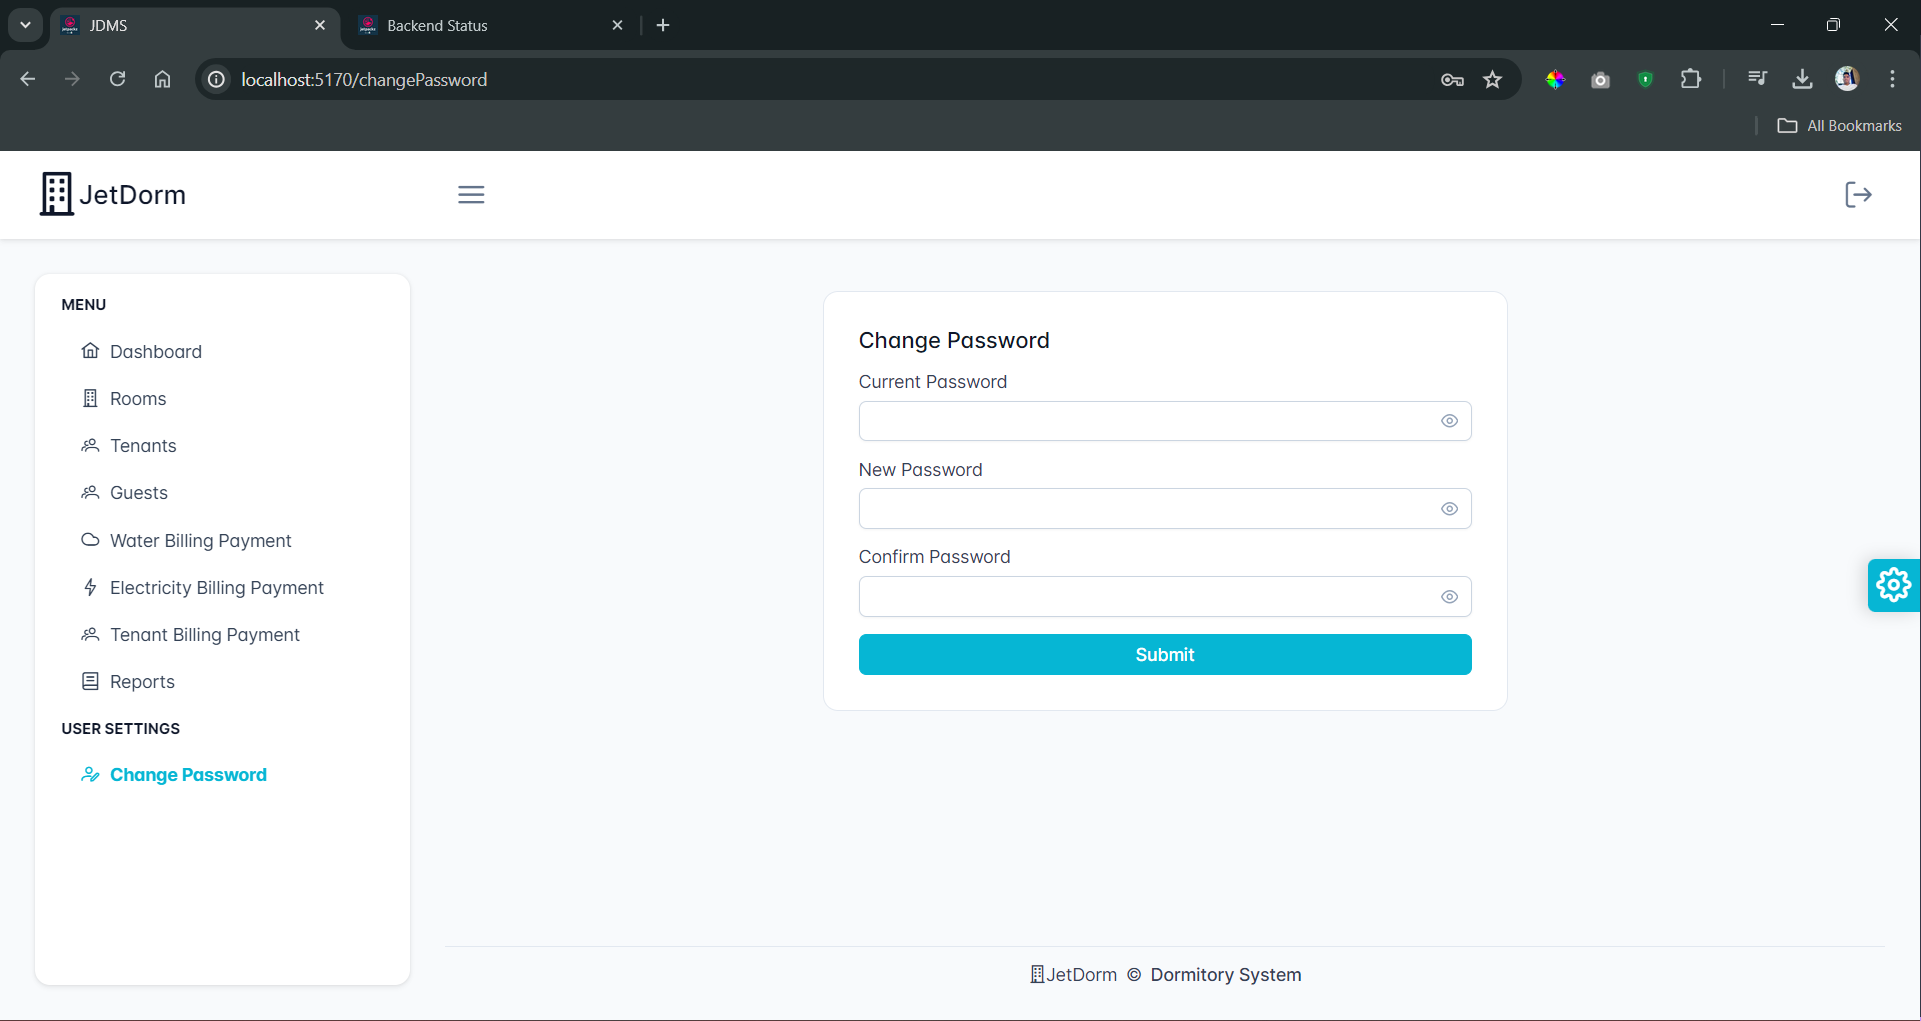 JDMS
Backend Status
localhost:5170/changePassword
All Bookmarks
JetDorm
MENU
Dashboard
Rooms
Tenants
Guests
Water Billing Payment
Electricity Billing Payment
Tenant Billing Payment
Reports
USER SETTINGS
Change Password
Change Password
Current Password
New Password
Confirm Password
Submit
JetDorm © Dormitory System